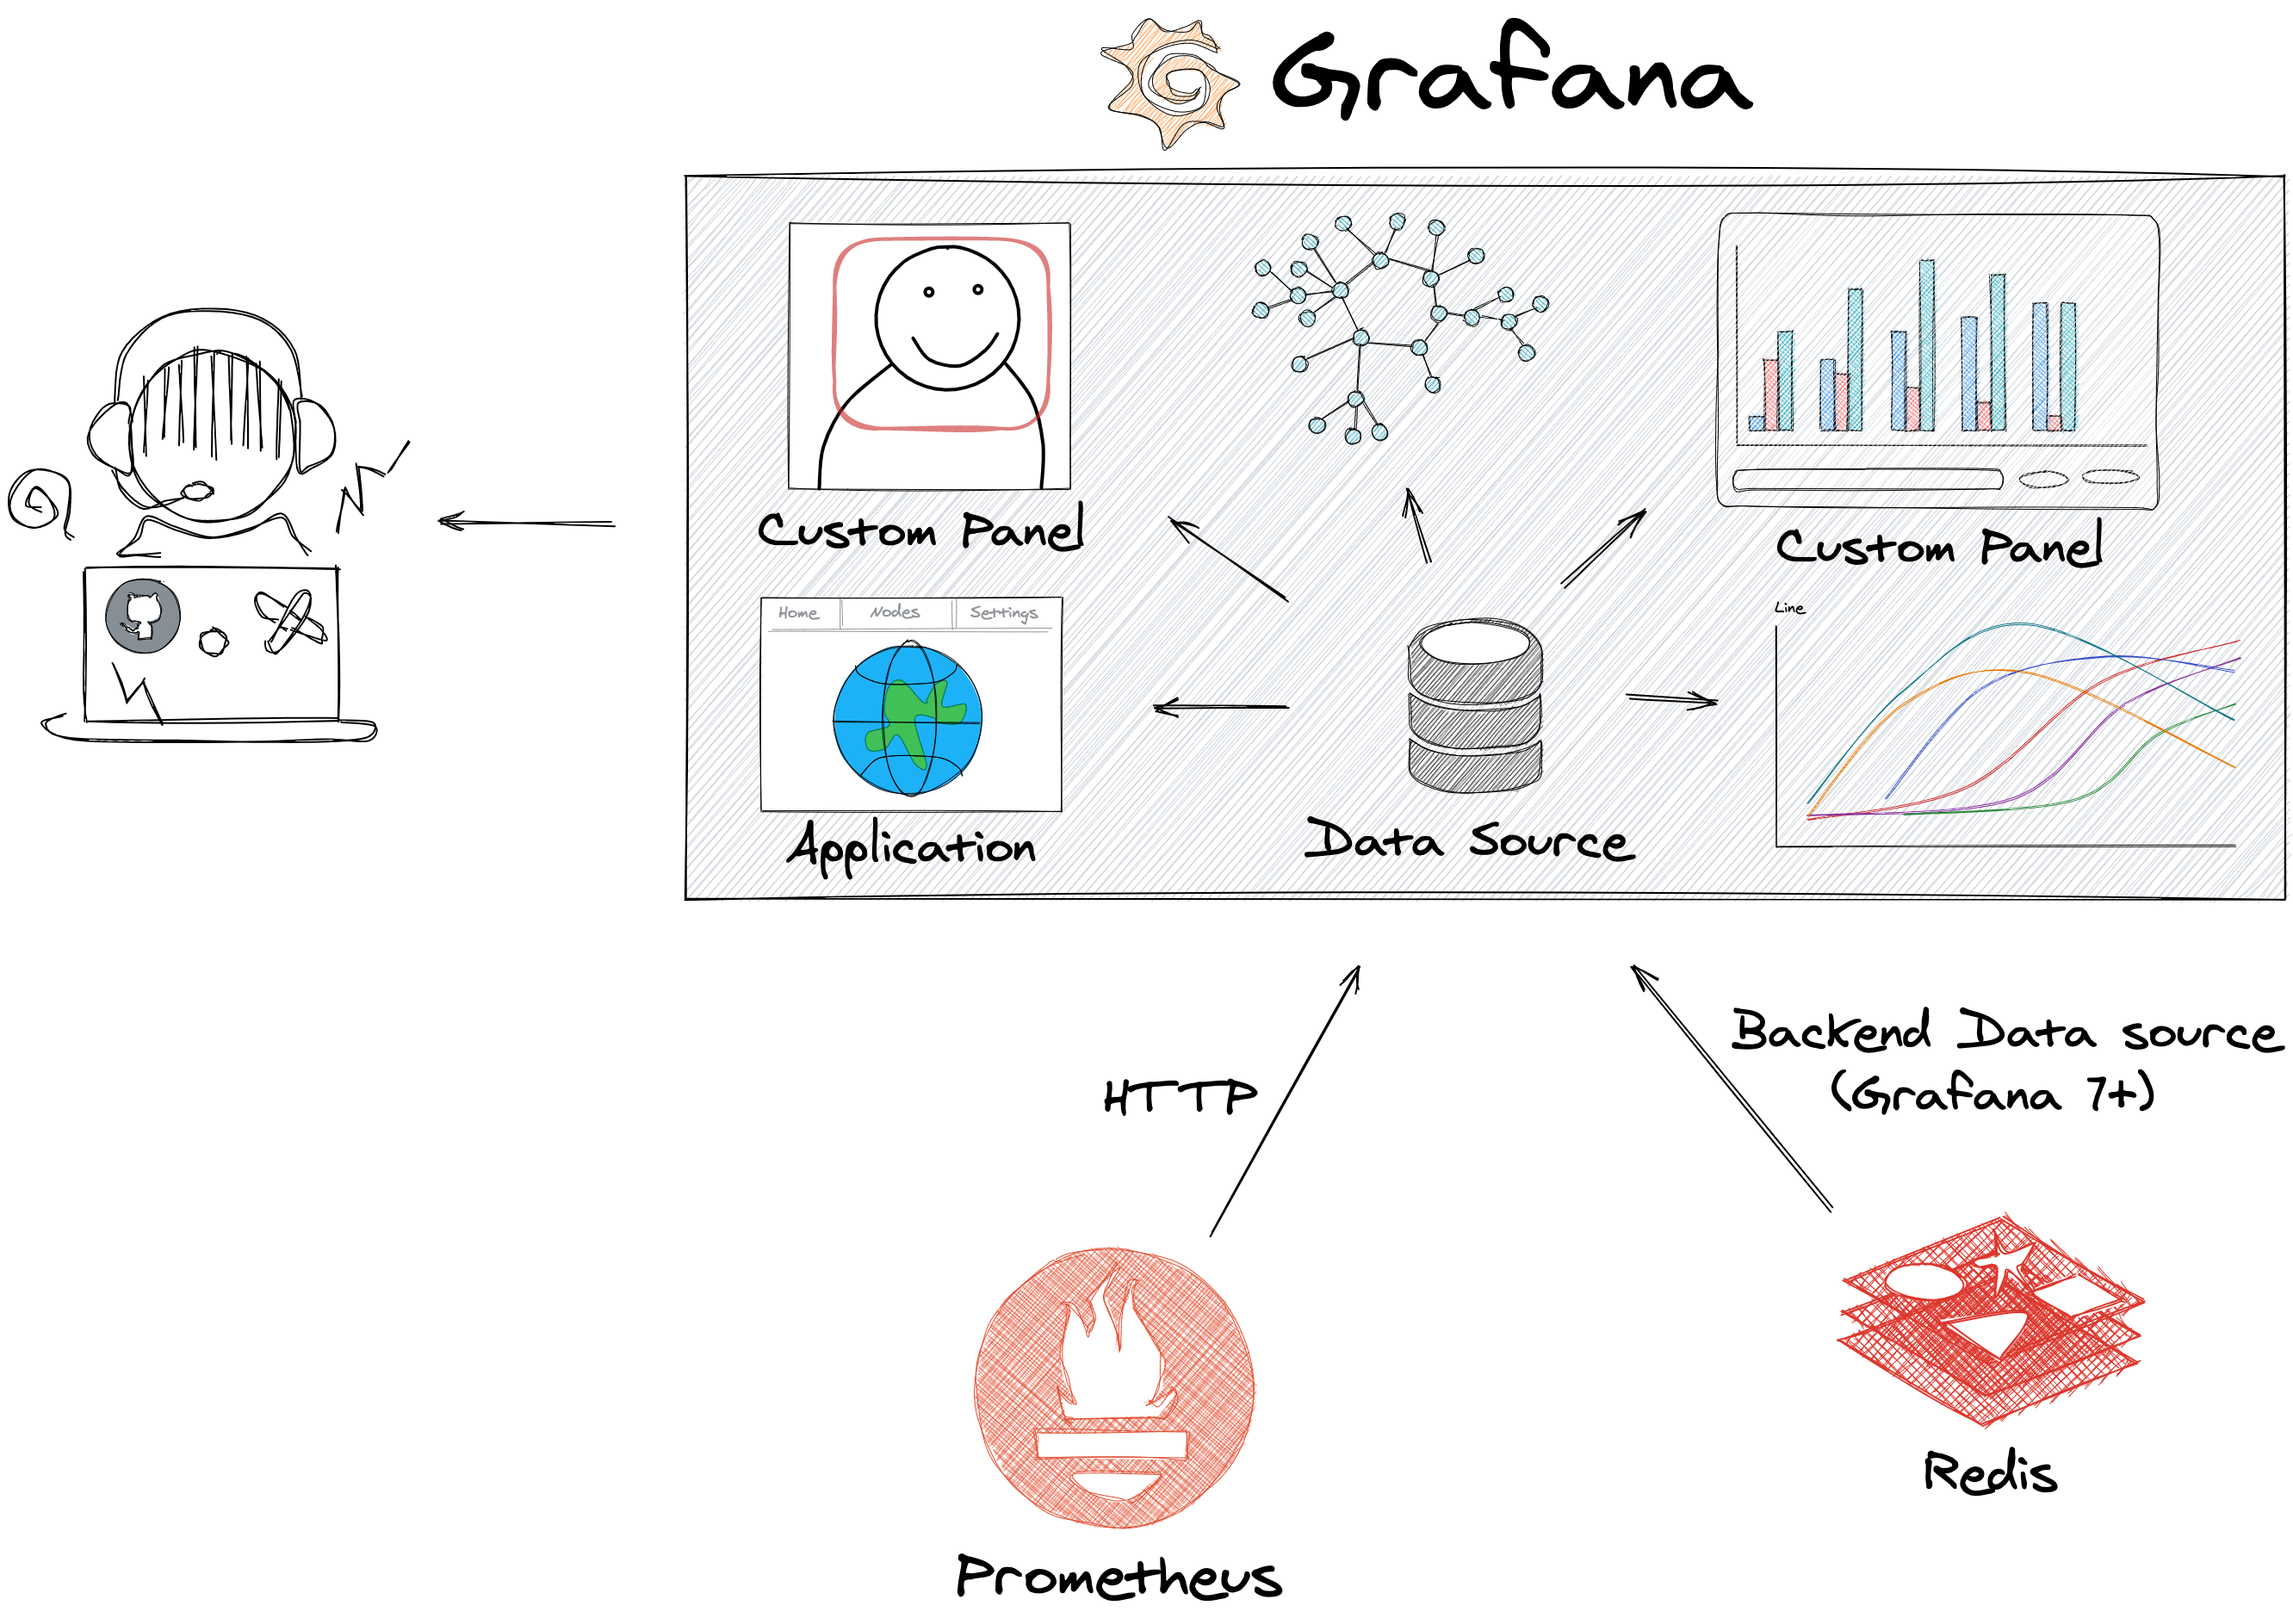 Grafana
Custom Panel
Custom Panel
Home Nodes Settings
Line
Application
Data Source
HTTP
Backend Data source
(Grafana 7+)
Redis
Prometheus